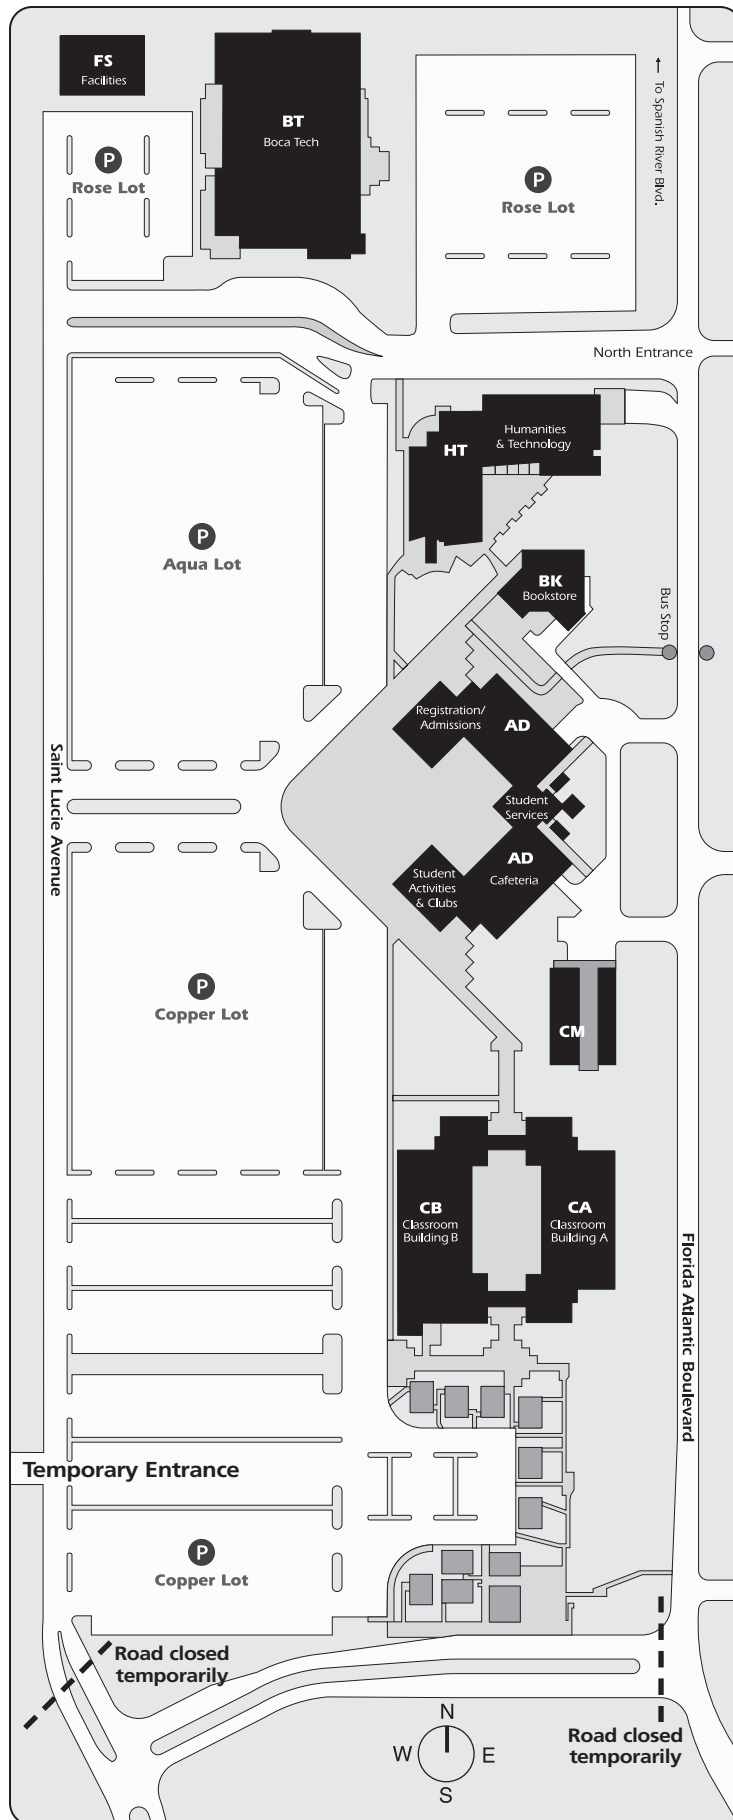 FS
Facilities
BT
Boca Tech
P
Rose Lot
P
Rose Lot
← To Spanish River Blvd.
North Entrance
HT
Humanities
& Technology
P
Aqua Lot
BK
Bookstore
Bus Stop
Registration/
Admissions
AD
Saint Lucie Avenue
Student
Services
AD
Cafeteria
Student
Activities
& Clubs
P
Copper Lot
CM
CB
Classroom
Building B
CA
Classroom
Building A
Florida Atlantic Boulevard
Temporary Entrance
P
Copper Lot
Road closed
temporarily
Road closed
temporarily
N
W
E
S